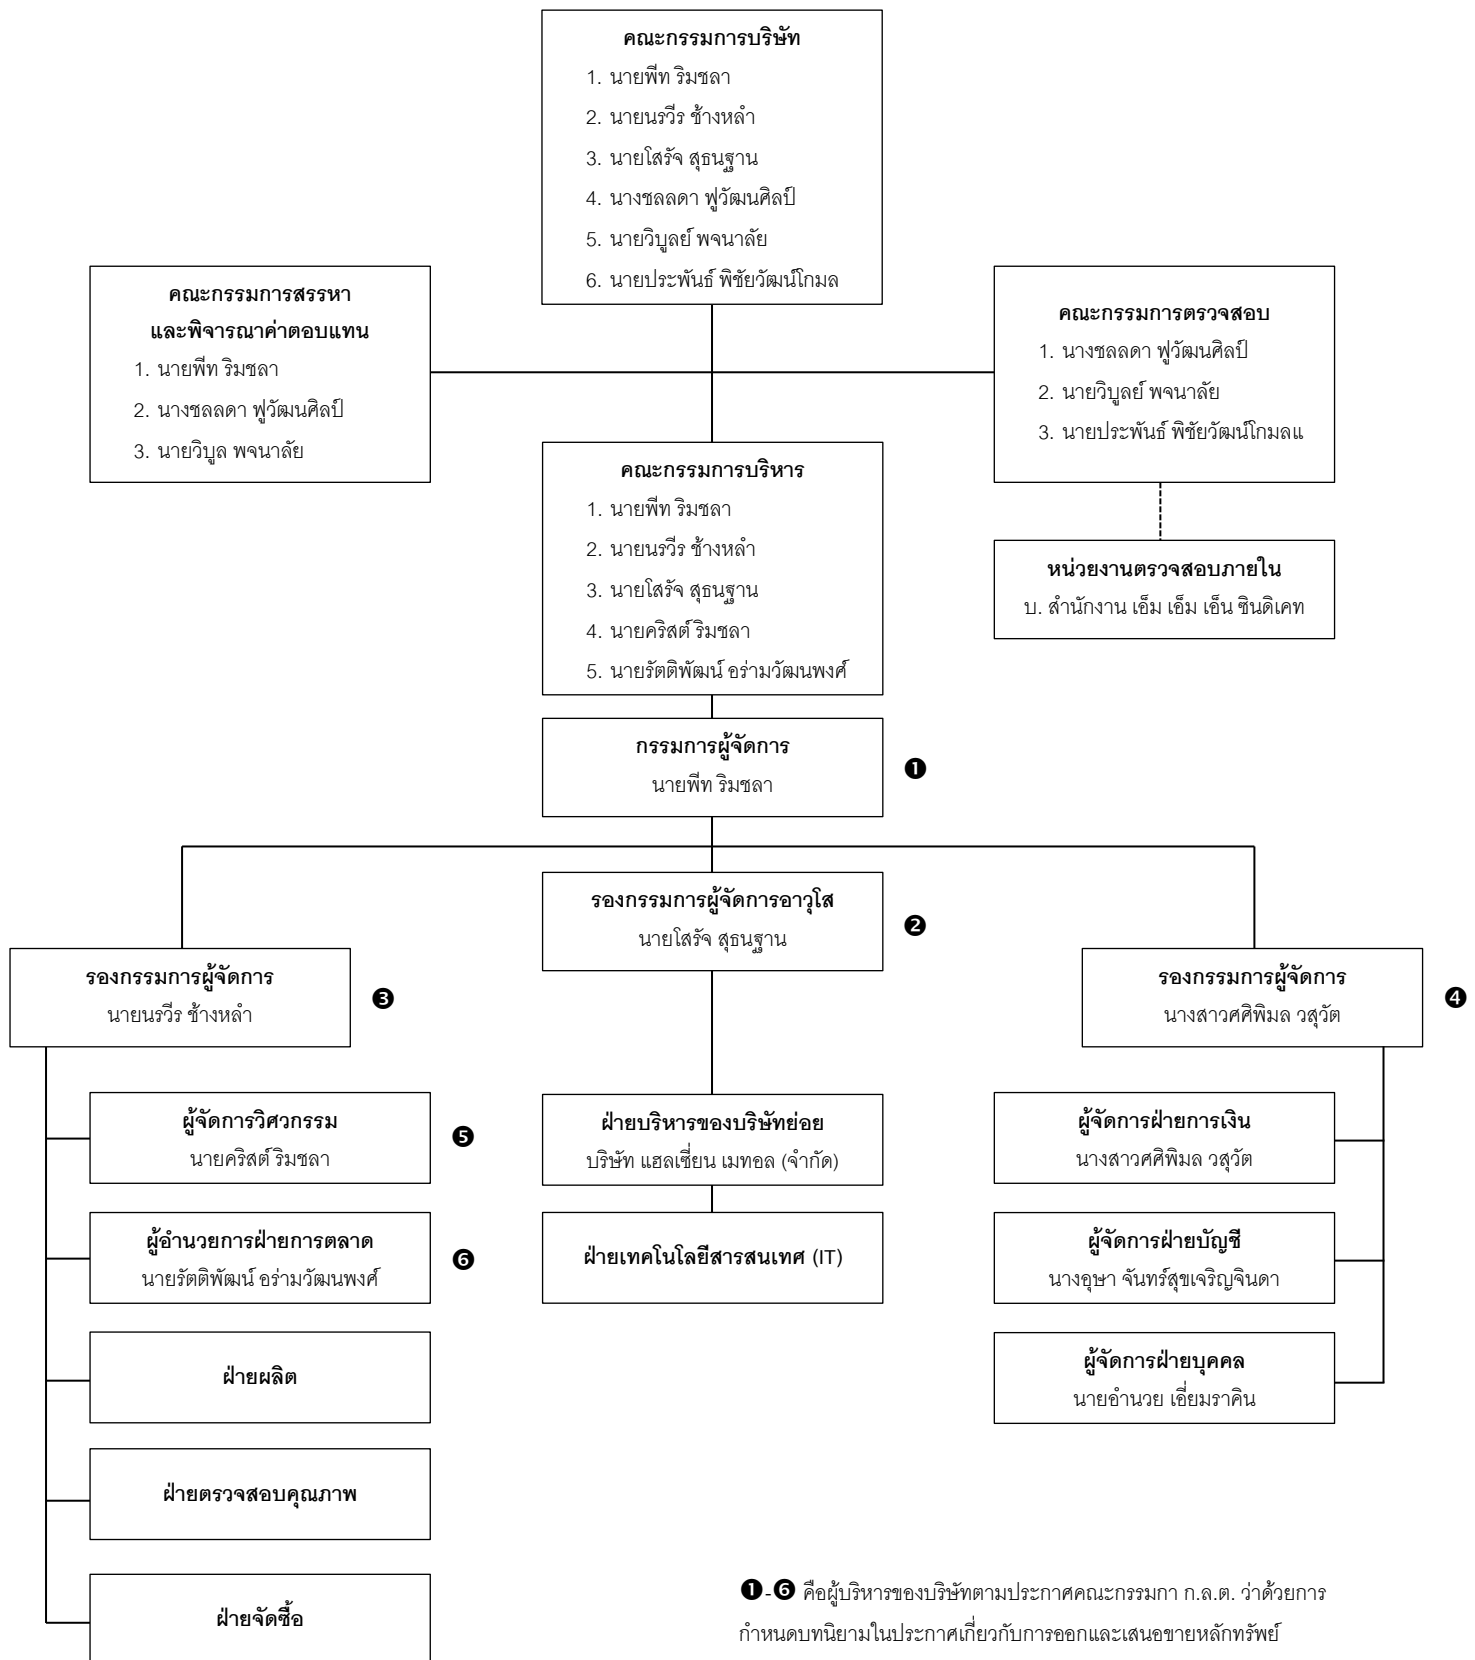 คณะกรรมการบริษัท
1. นายพีท ริมชลา
2. นายนรวีร ช้างหลำ
3. นายโสรัจ สุธนฐาน
4. นางชลลดา ฟูวัฒนศิลป์
5. นายวิบูลย์ พจนาลัย
6. นายประพันธ์ พิชัยวัฒน์โกมล
คณะกรรมการสรรหา
และพิจารณาค่าตอบแทน
1. นายพีท ริมชลา
2. นางชลลดา ฟูวัฒนศิลป์
3. นายวิบูล พจนาลัย
คณะกรรมการตรวจสอบ
1. นางชลลดา ฟูวัฒนศิลป์
2. นายวิบูลย์ พจนาลัย
3. นายประพันธ์ พิชัยวัฒน์โกมลแ
คณะกรรมการบริหาร
1. นายพีท ริมชลา
2. นายนรวีร ช้างหลำ
3. นายโสรัจ สุธนฐาน
4. นายคริสต์ ริมชลา
5. นายรัตติพัฒน์ อร่ามวัฒนพงศ์
หน่วยงานตรวจสอบภายใน
บ. สำนักงาน เอ็ม เอ็ม เอ็น ซินดิเคท
กรรมการผู้จัดการ
นายพีท ริมชลา
❶
รองกรรมการผู้จัดการอาวุโส
นายโสรัจ สุธนฐาน
❷
รองกรรมการผู้จัดการ
นายนรวีร ช้างหลำ
❸
รองกรรมการผู้จัดการ
นางสาวศศิพิมล วสุวัต
❹
ผู้จัดการวิศวกรรม
นายคริสต์ ริมชลา
❺
ฝ่ายบริหารของบริษัทย่อย
บริษัท แฮลเซี่ยน เมทอล (จำกัด)
ผู้จัดการฝ่ายการเงิน
นางสาวศศิพิมล วสุวัต
ผู้อำนวยการฝ่ายการตลาด
นายรัตติพัฒน์ อร่ามวัฒนพงศ์
❻
ฝ่ายเทคโนโลยีสารสนเทศ (IT)
ผู้จัดการฝ่ายบัญชี
นางอุษา จันทร์สุขเจริญจินดา
ฝ่ายผลิต
ผู้จัดการฝ่ายบุคคล
นายอำนวย เอี่ยมราคิน
ฝ่ายตรวจสอบคุณภาพ
ฝ่ายจัดซื้อ
❶-❻ คือผู้บริหารของบริษัทตามประกาศคณะกรรมกา ก.ล.ต. ว่าด้วยการ
กำหนดบทนิยามในประกาศเกี่ยวกับการออกและเสนอขายหลักทรัพย์